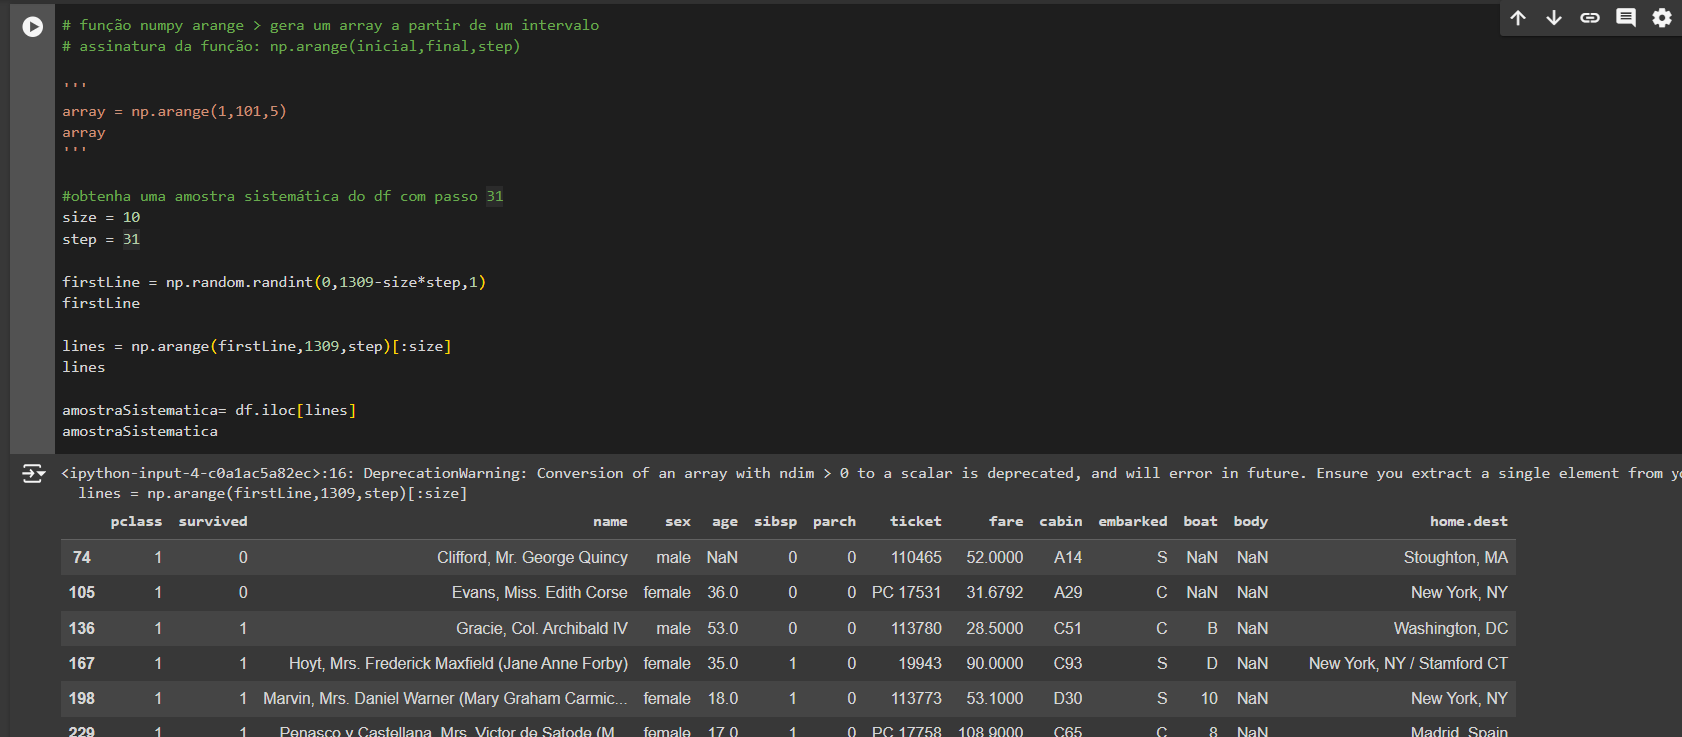 # função numpy arange > gera um array a partir de um intervalo
# assinatura da função: np.arange(inicial,final,step)
'''
array = np.arange(1,101,5)
array
'''
#obtenha uma amostra sistemática do df com passo 31
size = 10
step = 31
firstLine = np.random.randint(0,1309-size*step,1)
firstLine
lines = np.arange(firstLine,1309,step)[:size]
lines
amostraSistematica= df.iloc[lines]
amostraSistematica
<ipython-input-4-c0a1ac5a82ec>:16: DeprecationWarning: Conversion of an array with ndim > 0 to a scalar is deprecated, and will error in future. Ensure you extract a single element from
lines = np.arange(firstLine,1309,step)[:size]
pclass survived name sex age sibsp parch ticket fare cabin embarked boat body home.dest
74 1 0 Clifford, Mr. George Quincy male NaN 0 0 110465 52.0000 A14 S NaN NaN Stoughton, MA
105 1 0 Evans, Miss. Edith Corse female 36.0 0 0 PC 17531 31.6792 A29 C NaN NaN New York, NY
136 1 1 Gracie, Col. Archibald IV male 53.0 0 0 113780 28.5000 C51 C B NaN Washington, DC
167 1 1 Hoyt, Mrs. Frederick Maxfield (Jane Anne Forby) female 35.0 1 0 19943 90.0000 C93 S D NaN New York, NY / Stamford CT
198 1 1 Marvin, Mrs. Daniel Warner (Mary Graham Carmic... female 18.0 1 0 113773 53.1000 D30 S 10 NaN New York, NY
229 1 1 Penasco y Castellana, Mrs. Victor de Satode (M... female 17.0 1 0 PC 17758 108.9000 C65 C 8 NaN Madrid, Spain